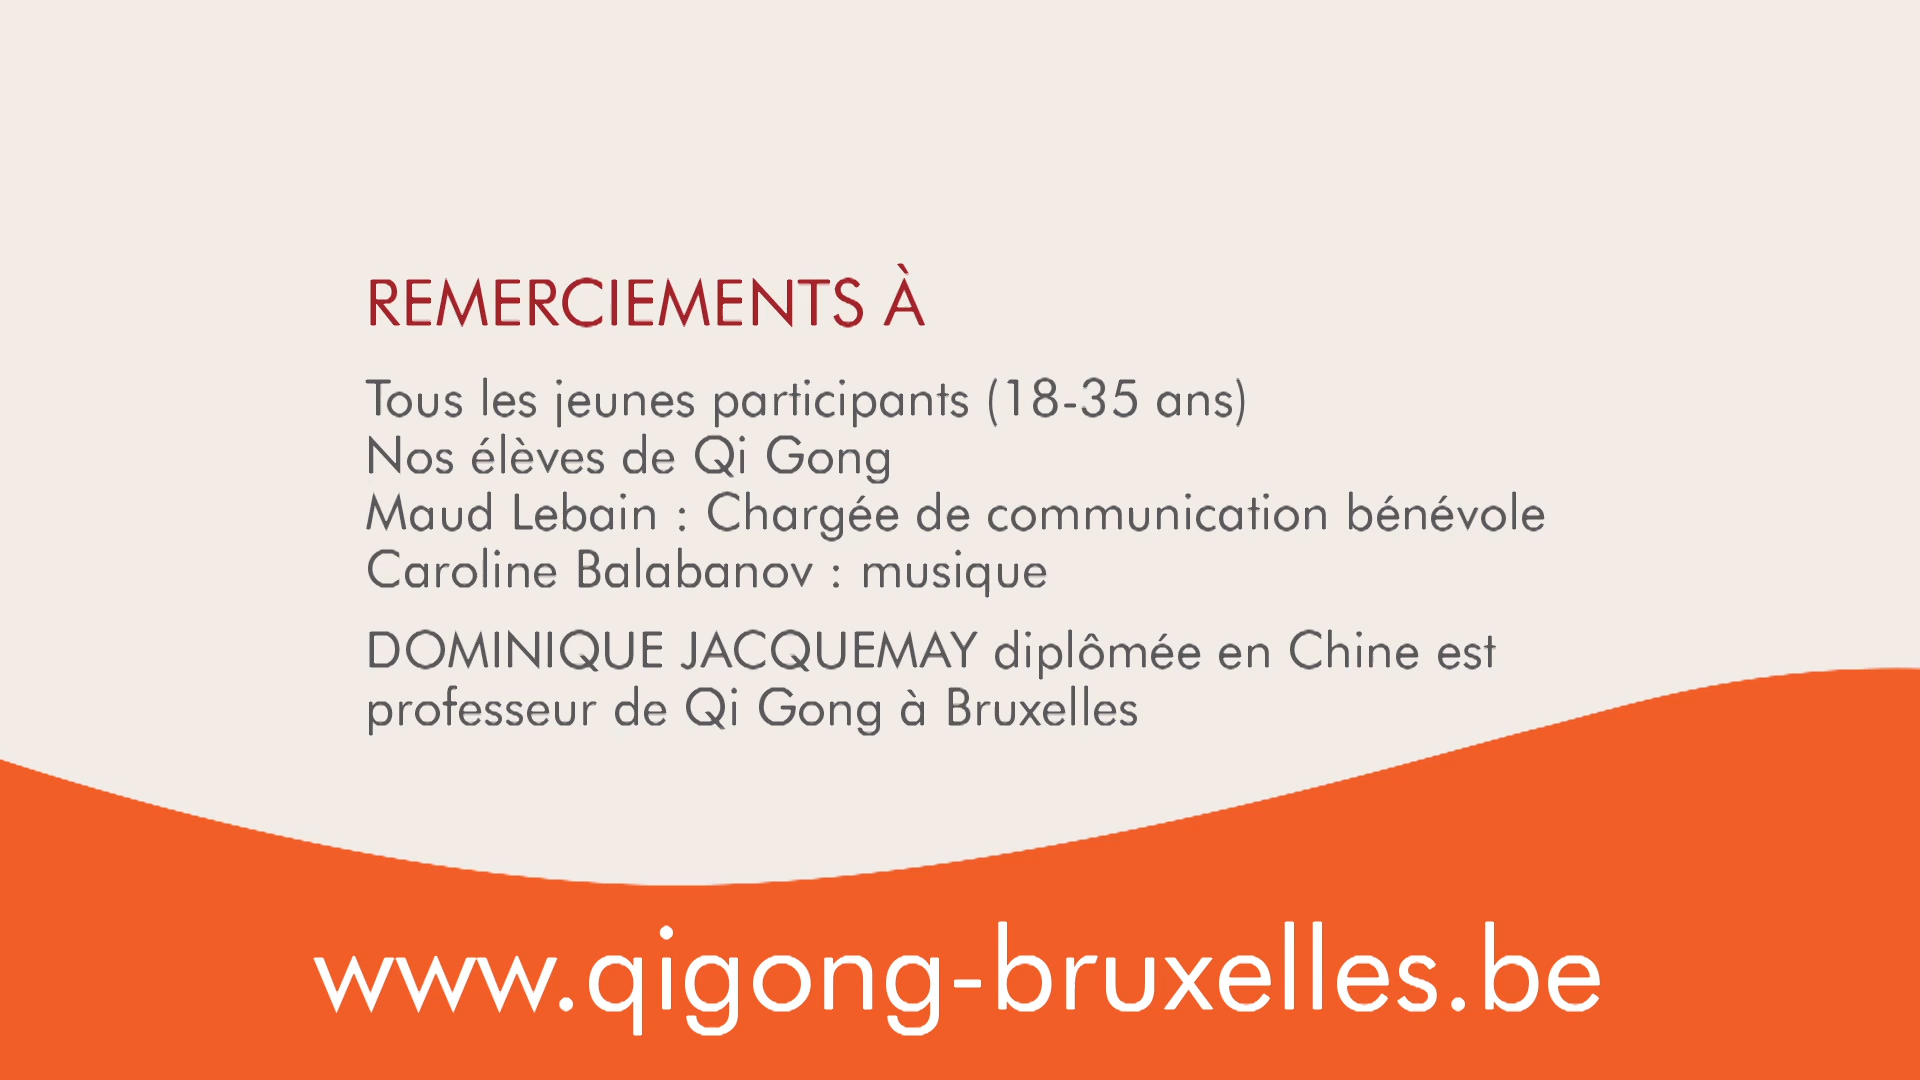 REMERCIEMENTS À
Tous les jeunes participants (18-35 ans)
Nos élèves de Qi Gong
Maud Lebain : Chargée de communication bénévole
Caroline Balabanov : musique
DOMINIQUE JACQUEMAY diplômée en Chine est
professeur de Qi Gong à Bruxelles
www.qigong-bruxelles.be